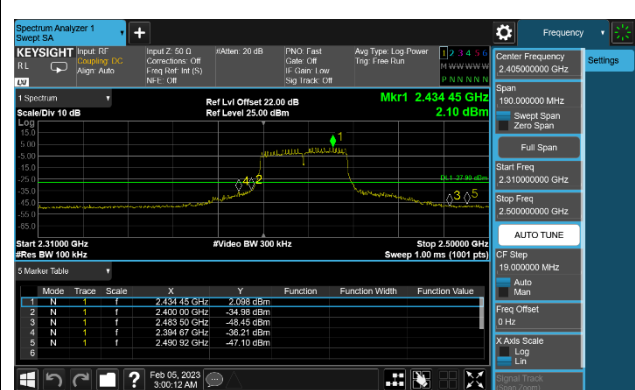 Spectrum Analyzer 1
Swept SA
Frequency
KEYSIGHT Input: RF Input Z: 50 Ω #Atten: 20 dB PNO: Fast Avg Type: Log-Power 1 2 3 4 5 6
RL Coupling: DC Corrections: Off Gate: Off Trig: Free Run M W W W W W
Align: Auto Freq Ref: Int (S) IF Gain: Low
NFE: Off Sig Track: Off P N N N N N
LXI
Center Frequency
2.405000000 GHz
Settings
1 Spectrum
Scale/Div 10 dB
Ref Lvl Offset 22.00 dB
Ref Level 25.00 dBm
Mkr1 2.434 45 GHz
2.10 dBm
Span
190.000000 MHz
Swept Span
Zero Span
Full Span
Log
15.0
5.00
-5.00
-15.0
-25.0
-35.0
-45.0
-55.0
-65.0
1
4 2
3 5
DL1 -27.90 dBm
Start Freq
2.310000000 GHz
Stop Freq
2.500000000 GHz
AUTO TUNE
Start 2.31000 GHz #Video BW 300 kHz Stop 2.50000 GHz
#Res BW 100 kHz Sweep 1.00 ms (1001 pts)
CF Step
19.000000 MHz
Auto
Man
Freq Offset
0 Hz
X Axis Scale
Log
Lin
Signal Track
(Span Zoom)
5 Marker Table
Mode Trace Scale X Y Function Function Width Function Value
1 N 1 f 2.434 45 GHz 2.098 dBm
2 N 1 f 2.400 00 GHz -34.98 dBm
3 N 1 f 2.483 50 GHz -48.45 dBm
4 N 1 f 2.394 67 GHz -36.21 dBm
5 N 1 f 2.490 92 GHz -47.10 dBm
6
Feb 05, 2023
3:00:12 AM